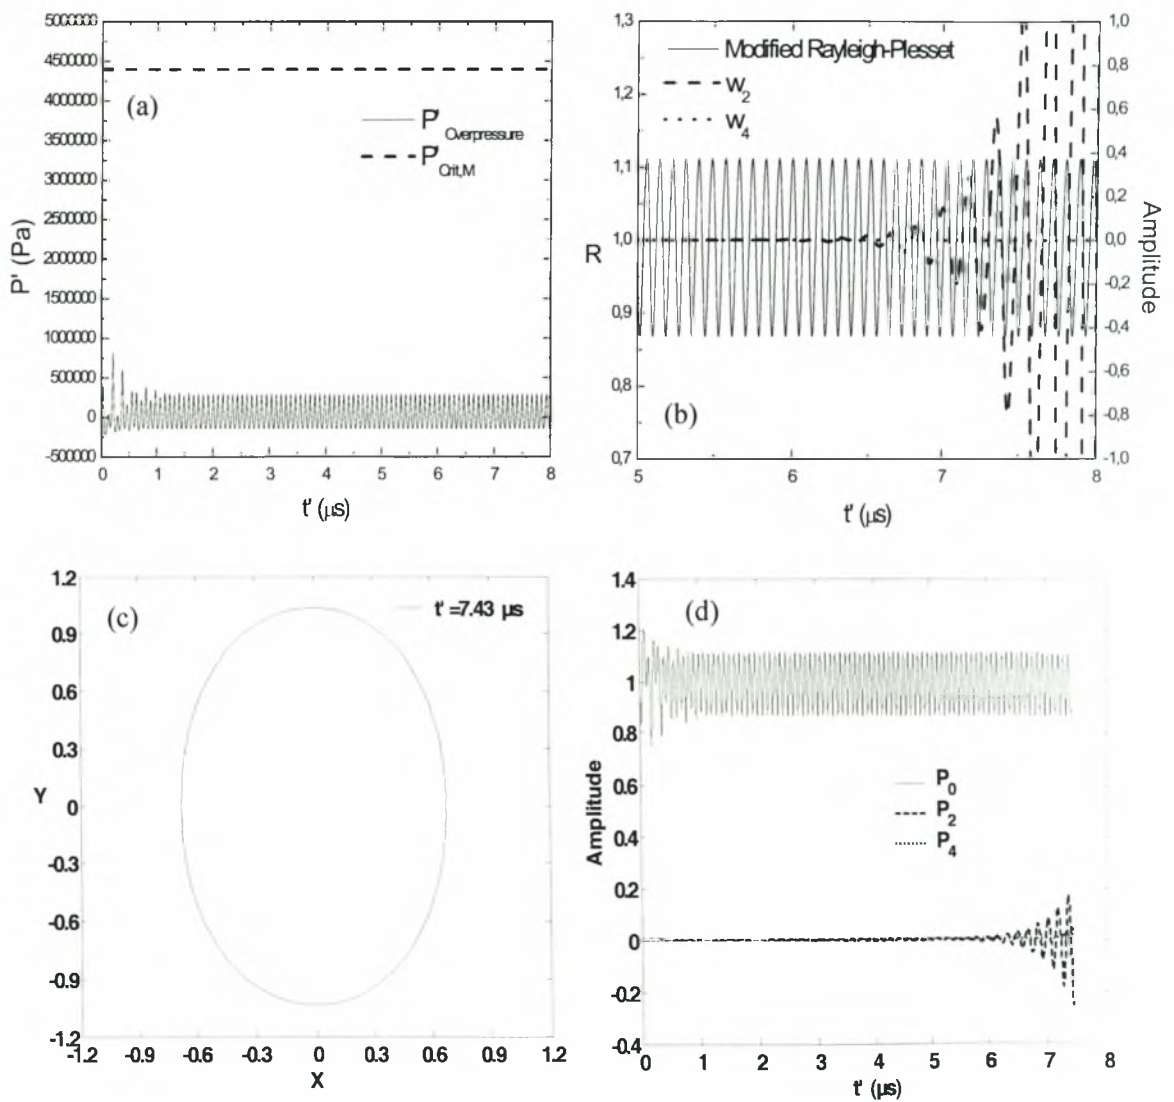 5000000
4500000
4000000
3500000
3000000
2500000
2000000
1500000
1000000
500000
0
-500000
P' (Pa)
(a)
P' Overpressure
P' Crit,M
0 1 2 3 4 5 6 7 8
t' (μs)
1,3
1,2
1,1
1,0
0,9
0,8
0,7
R
Modified Rayleigh-Plesset
w2
w4
(b)
1,0
0,8
0,6
0,4
0,2
0,0
-0,2
-0,4
-0,6
-0,8
-1,0
Amplitude
5 6 7 8
t' (μs)
1.2
0.9
0.6
0.3
0
-0.3
-0.6
-0.9
-1.2
Y
(c)
t' =7.43 μs
-1.2 -0.9 -0.6 -0.3 0 0.3 0.6 0.9 1.2
X
1.4
1.2
1
0.8
0.6
0.4
0.2
0
-0.2
-0.4
Amplitude
(d)
P0
P2
P4
0 1 2 3 4 5 6 7 8
t' (μs)